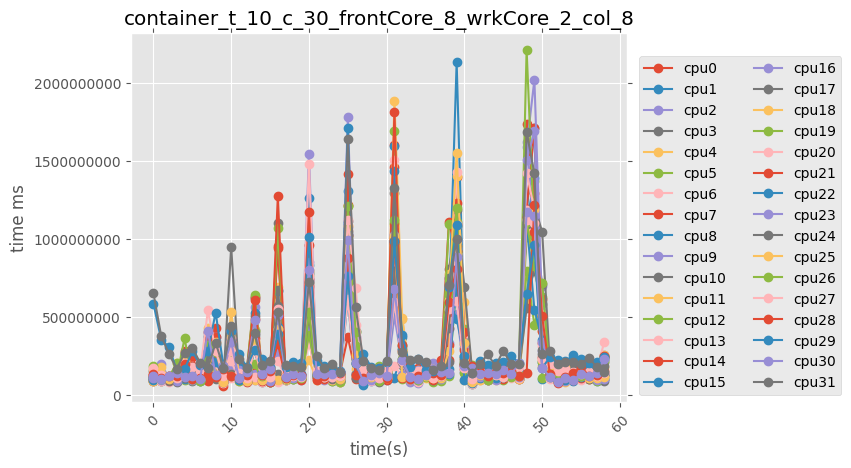 container_t_10_c_30_frontCore_8_wrkCore_2_col_8
time ms
2000000000
1500000000
1000000000
500000000
0
0
10
20
30
40
50
60
time(s)
cpu0
cpu1
cpu2
cpu3
cpu4
cpu5
cpu6
cpu7
cpu8
cpu9
cpu10
cpu11
cpu12
cpu13
cpu14
cpu15
cpu16
cpu17
cpu18
cpu19
cpu20
cpu21
cpu22
cpu23
cpu24
cpu25
cpu26
cpu27
cpu28
cpu29
cpu30
cpu31